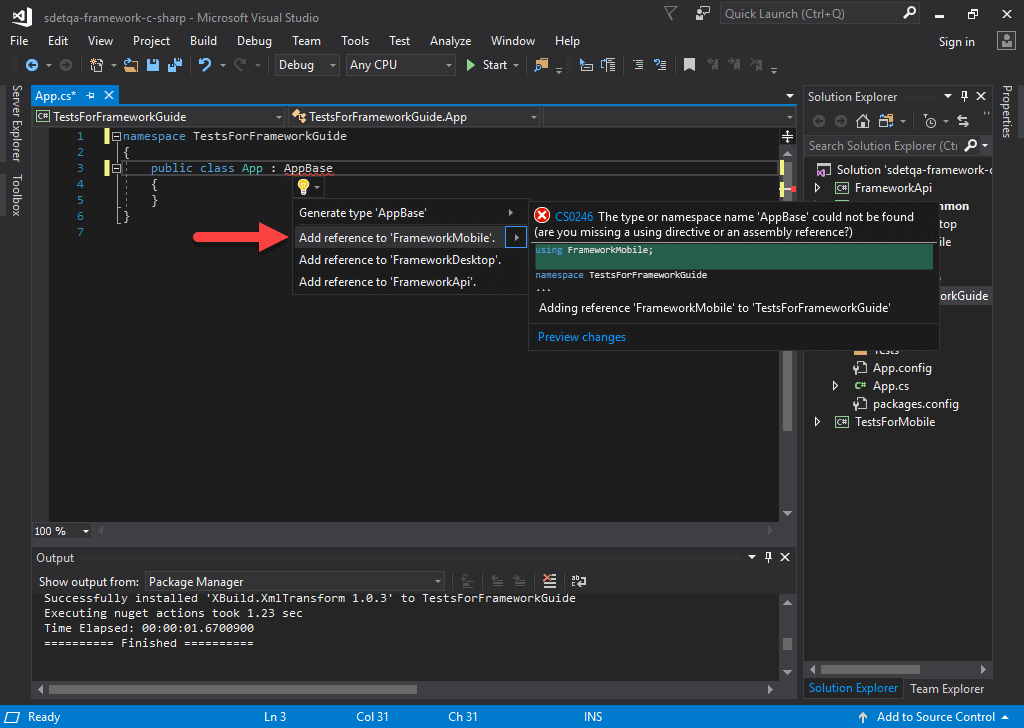 sdetqa-framework-c-sharp - Microsoft Visual Studio
Quick Launch (Ctrl+Q)
File Edit View Project Build Debug Team Tools Test Analyze Window Help
Sign in
Debug Any CPU Start
Server Explorer
Toolbox
App.cs*
TestsForFrameworkGuide TestsForFrameworkGuide.App
1 namespace TestsForFrameworkGuide
2 {
3 public class App : AppBase
4 {
5 }
6 }
7
Generate type 'AppBase'
Add reference to 'FrameworkMobile'.
Add reference to 'FrameworkDesktop'.
Add reference to 'FrameworkApi'.
CS0246 The type or namespace name 'AppBase' could not be found
(are you missing a using directive or an assembly reference?)
using FrameworkMobile;
namespace TestsForFrameworkGuide
...
Adding reference 'FrameworkMobile' to 'TestsForFrameworkGuide'
Preview changes
100 %
Solution Explorer
Search Solution Explorer (Ctrl
Solution 'sdetqa-framework-c
C# FrameworkApi
mmon
top
ile
orkGuide
Tests
App.config
C# App.cs
packages.config
C# TestsForMobile
Solution Explorer Team Explorer
Properties
Output
Show output from: Package Manager
Successfully installed 'XBuild.XmlTransform 1.0.3' to TestsForFrameworkGuide
Executing nuget actions took 1.23 sec
Time Elapsed: 00:00:01.6700900
========== Finished ==========
Ready Ln 3 Col 31 Ch 31 INS Add to Source Control